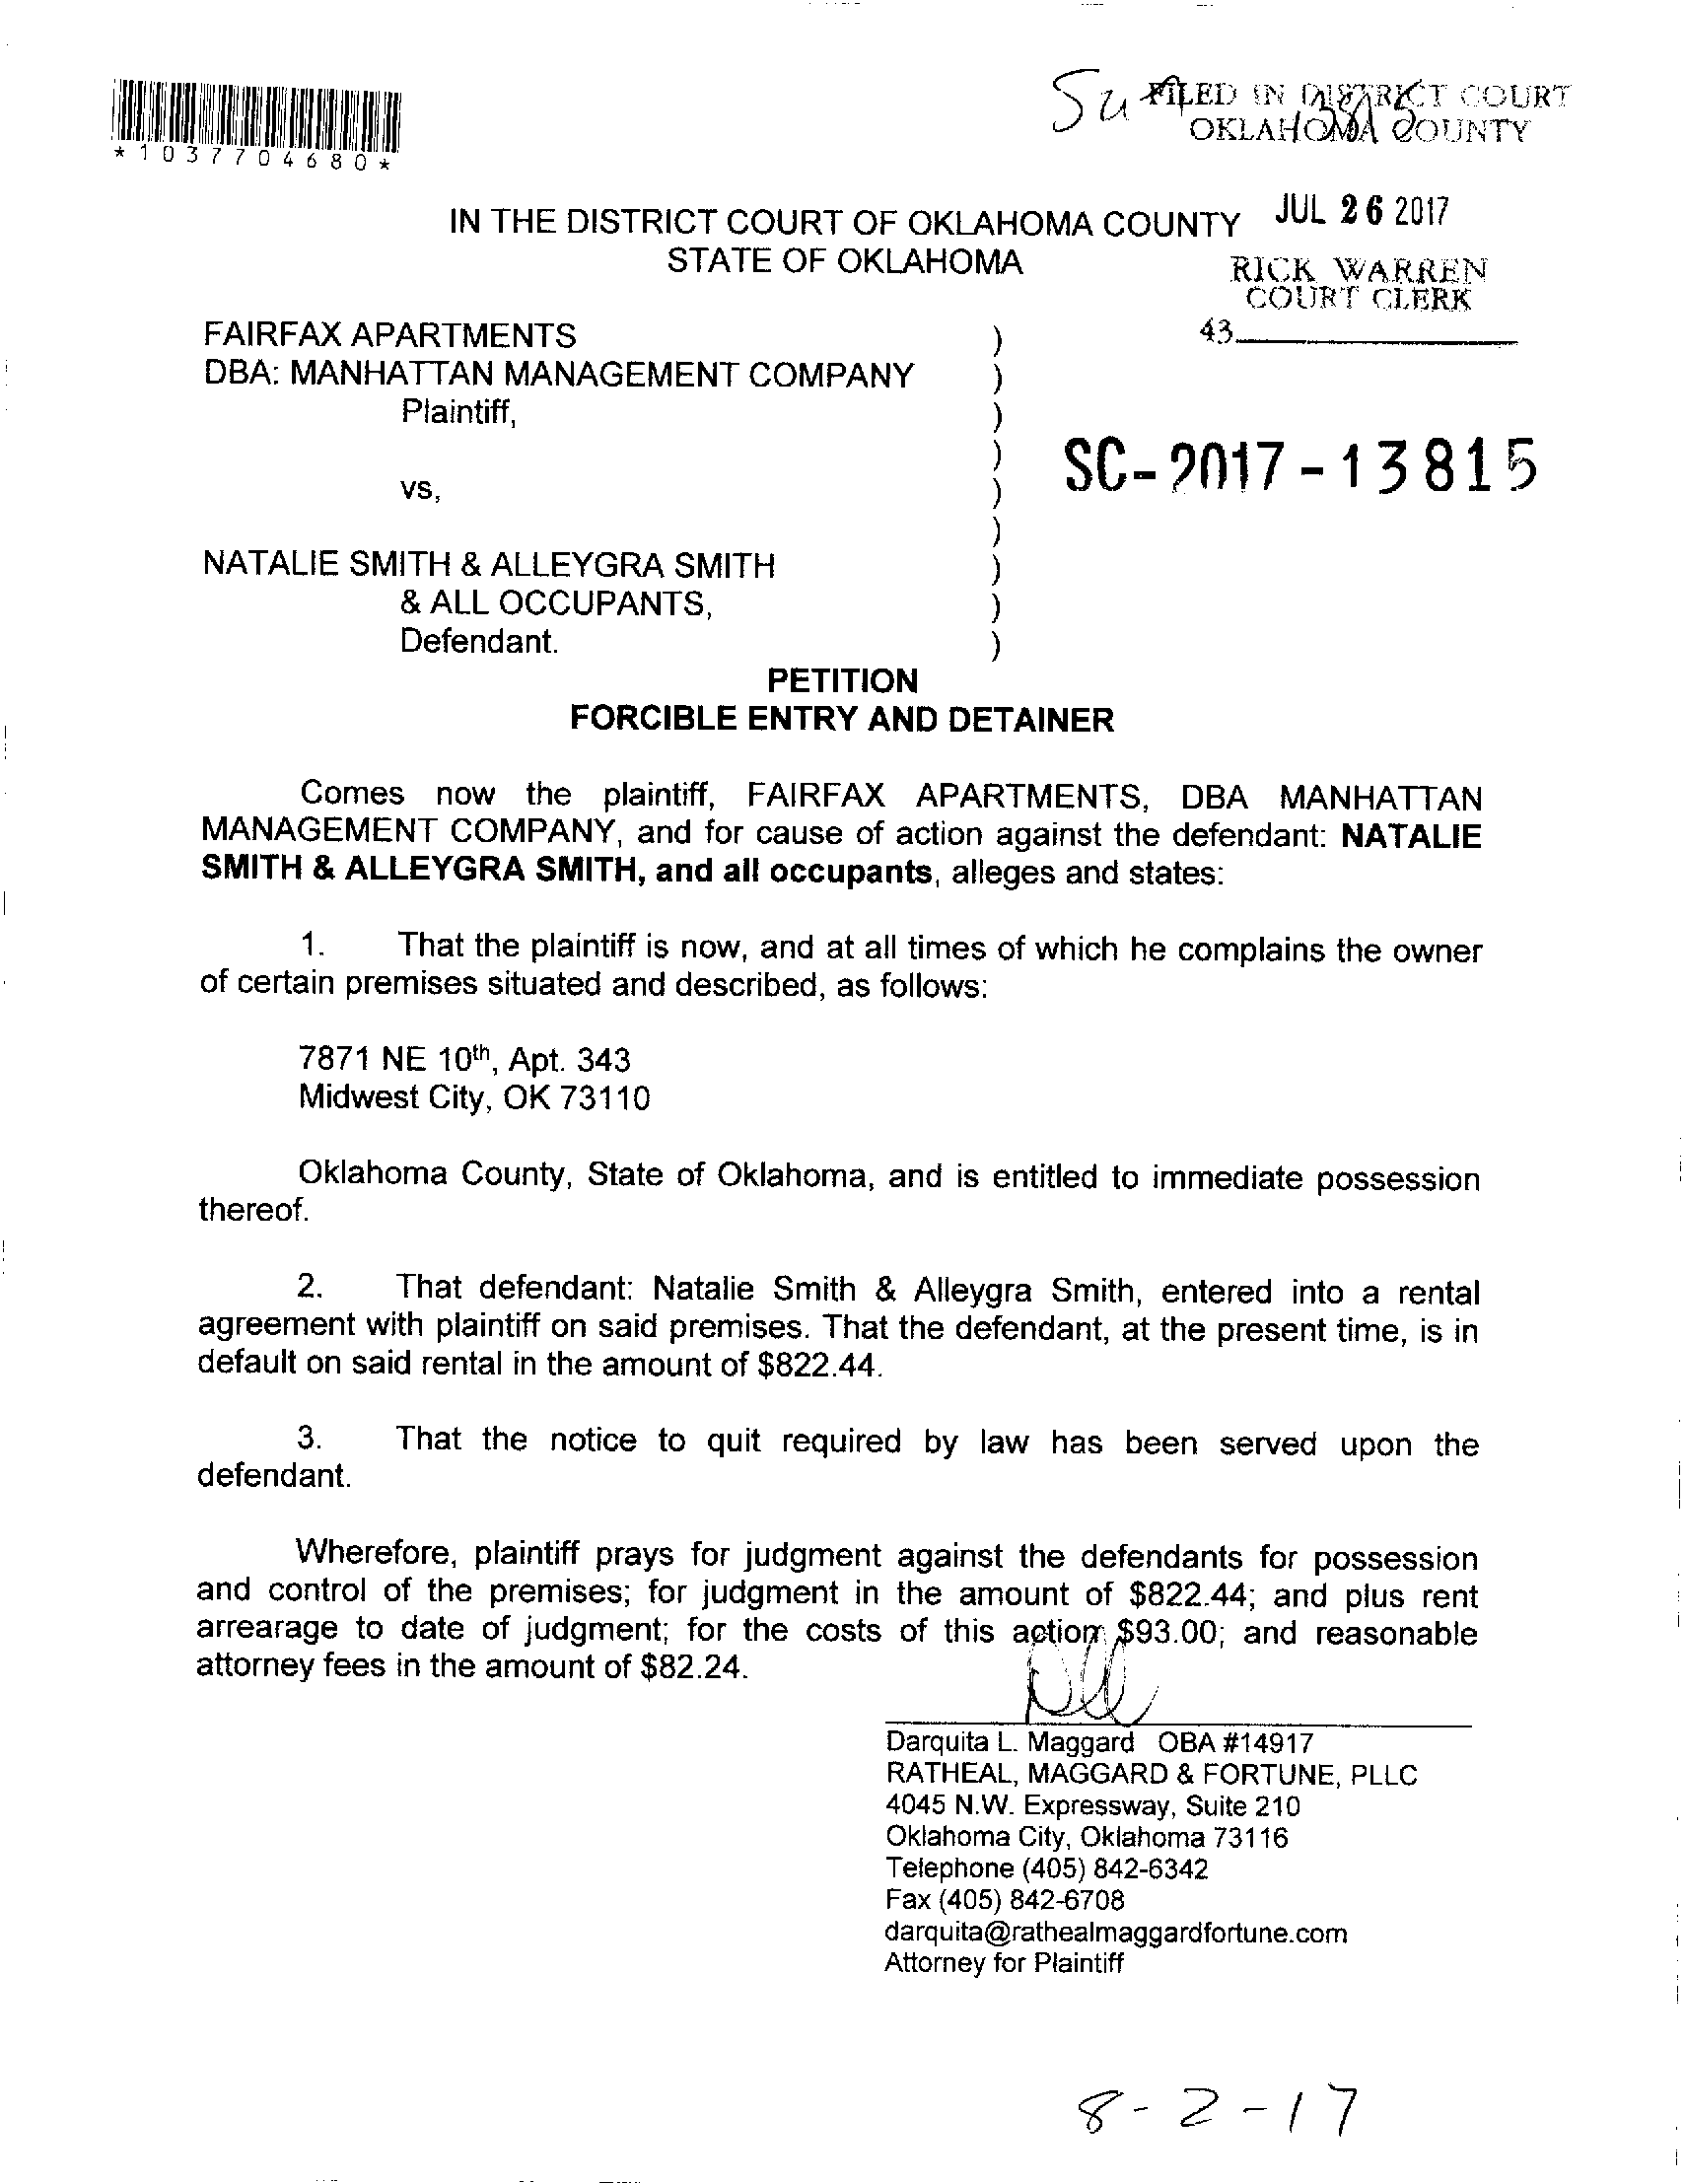 Su
FILED IN DISTRICT COURT
OKLAHOMA COUNTY
*1037704680*
JUL 26 2017
IN THE DISTRICT COURT OF OKLAHOMA COUNTY
STATE OF OKLAHOMA
RICK WARREN
COURT CLERK
43
FAIRFAX APARTMENTS )
DBA: MANHATTAN MANAGEMENT COMPANY )
Plaintiff, )
)
SC-2017-13815
vs, )
)
NATALIE SMITH & ALLEYGRA SMITH )
& ALL OCCUPANTS, )
Defendant. )
PETITION
FORCIBLE ENTRY AND DETAINER
Comes now the plaintiff, FAIRFAX APARTMENTS, DBA MANHATTAN
MANAGEMENT COMPANY, and for cause of action against the defendant: NATALIE
SMITH & ALLEYGRA SMITH, and all occupants, alleges and states:
1. That the plaintiff is now, and at all times of which he complains the owner
of certain premises situated and described, as follows:
7871 NE 10th, Apt. 343
Midwest City, OK 73110
Oklahoma County, State of Oklahoma, and is entitled to immediate possession
thereof.
2. That defendant: Natalie Smith & Alleygra Smith, entered into a rental
agreement with plaintiff on said premises. That the defendant, at the present time, is in
default on said rental in the amount of $822.44.
3. That the notice to quit required by law has been served upon the
defendant.
Wherefore, plaintiff prays for judgment against the defendants for possession
and control of the premises; for judgment in the amount of $822.44; and plus rent
arrearage to date of judgment; for the costs of this action $93.00; and reasonable
attorney fees in the amount of $82.24.
Darquita L. Maggard OBA #14917
RATHEAL, MAGGARD & FORTUNE, PLLC
4045 N.W. Expressway, Suite 210
Oklahoma City, Oklahoma 73116
Telephone (405) 842-6342
Fax (405) 842-6708
darquita@rathealmaggardfortune.com
Attorney for Plaintiff
8-2-17